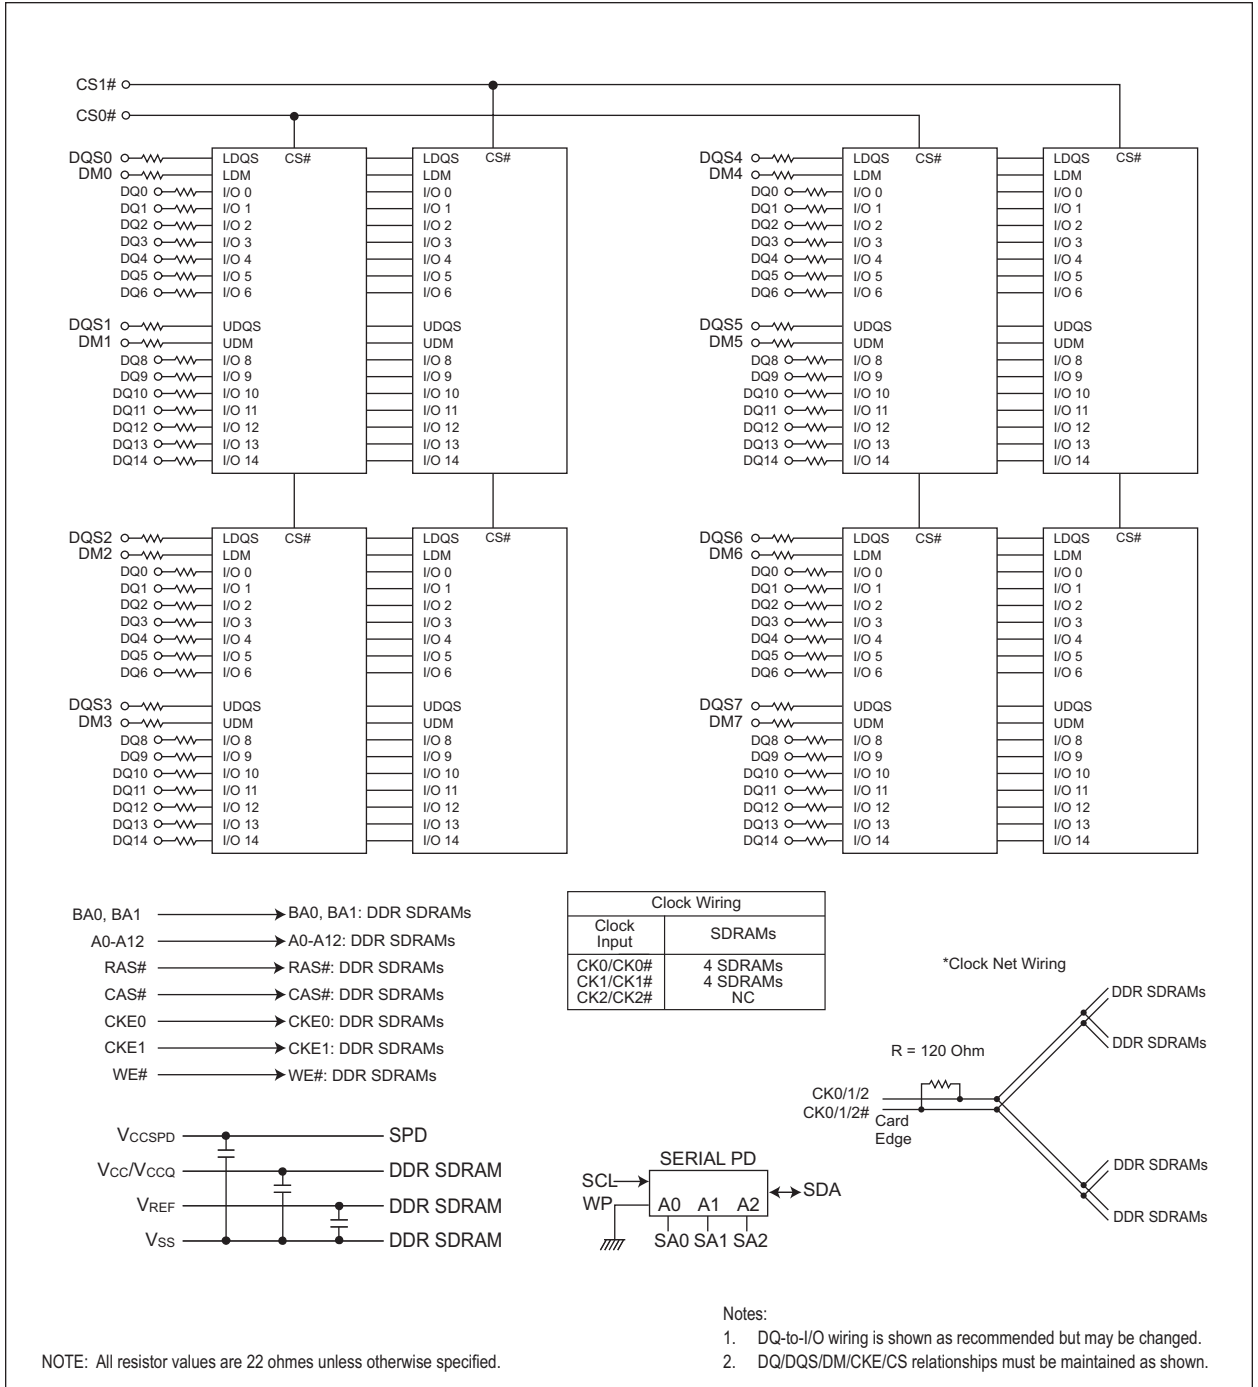 CS1#
CS0#
DQS0 LDQS CS# LDQS CS# DQS4 LDQS CS# LDQS CS#
DM0 LDM LDM DM4 LDM LDM
DQ0 I/O 0 I/O 0 DQ0 I/O 0 I/O 0
DQ1 I/O 1 I/O 1 DQ1 I/O 1 I/O 1
DQ2 I/O 2 I/O 2 DQ2 I/O 2 I/O 2
DQ3 I/O 3 I/O 3 DQ3 I/O 3 I/O 3
DQ4 I/O 4 I/O 4 DQ4 I/O 4 I/O 4
DQ5 I/O 5 I/O 5 DQ5 I/O 5 I/O 5
DQ6 I/O 6 I/O 6 DQ6 I/O 6 I/O 6
DQS1 UDQS UDQS DQS5 UDQS UDQS
DM1 UDM UDM DM5 UDM UDM
DQ8 I/O 8 I/O 8 DQ8 I/O 8 I/O 8
DQ9 I/O 9 I/O 9 DQ9 I/O 9 I/O 9
DQ10 I/O 10 I/O 10 DQ10 I/O 10 I/O 10
DQ11 I/O 11 I/O 11 DQ11 I/O 11 I/O 11
DQ12 I/O 12 I/O 12 DQ12 I/O 12 I/O 12
DQ13 I/O 13 I/O 13 DQ13 I/O 13 I/O 13
DQ14 I/O 14 I/O 14 DQ14 I/O 14 I/O 14
DQS2 LDQS CS# LDQS CS# DQS6 LDQS CS# LDQS CS#
DM2 LDM LDM DM6 LDM LDM
DQ0 I/O 0 I/O 0 DQ0 I/O 0 I/O 0
DQ1 I/O 1 I/O 1 DQ1 I/O 1 I/O 1
DQ2 I/O 2 I/O 2 DQ2 I/O 2 I/O 2
DQ3 I/O 3 I/O 3 DQ3 I/O 3 I/O 3
DQ4 I/O 4 I/O 4 DQ4 I/O 4 I/O 4
DQ5 I/O 5 I/O 5 DQ5 I/O 5 I/O 5
DQ6 I/O 6 I/O 6 DQ6 I/O 6 I/O 6
DQS3 UDQS UDQS DQS7 UDQS UDQS
DM3 UDM UDM DM7 UDM UDM
DQ8 I/O 8 I/O 8 DQ8 I/O 8 I/O 8
DQ9 I/O 9 I/O 9 DQ9 I/O 9 I/O 9
DQ10 I/O 10 I/O 10 DQ10 I/O 10 I/O 10
DQ11 I/O 11 I/O 11 DQ11 I/O 11 I/O 11
DQ12 I/O 12 I/O 12 DQ12 I/O 12 I/O 12
DQ13 I/O 13 I/O 13 DQ13 I/O 13 I/O 13
DQ14 I/O 14 I/O 14 DQ14 I/O 14 I/O 14
BA0, BA1 BA0, BA1: DDR SDRAMs
A0-A12 A0-A12: DDR SDRAMs
RAS# RAS#: DDR SDRAMs
CAS# CAS#: DDR SDRAMs
CKE0 CKE0: DDR SDRAMs
CKE1 CKE1: DDR SDRAMs
WE# WE#: DDR SDRAMs
Clock Wiring
Clock Input SDRAMs
CK0/CK0# 4 SDRAMs
CK1/CK1# 4 SDRAMs
CK2/CK2# NC
*Clock Net Wiring
DDR SDRAMs
DDR SDRAMs
R = 120 Ohm
CK0/1/2
CK0/1/2#
Card
Edge
DDR SDRAMs
DDR SDRAMs
VCCSPD SPD
VCC/VCCQ DDR SDRAM
VREF DDR SDRAM
VSS DDR SDRAM
SERIAL PD
SCL SDA
WP A0 A1 A2
SA0 SA1 SA2
Notes:
1. DQ-to-I/O wiring is shown as recommended but may be changed.
2. DQ/DQS/DM/CKE/CS relationships must be maintained as shown.
NOTE: All resistor values are 22 ohmes unless otherwise specified.